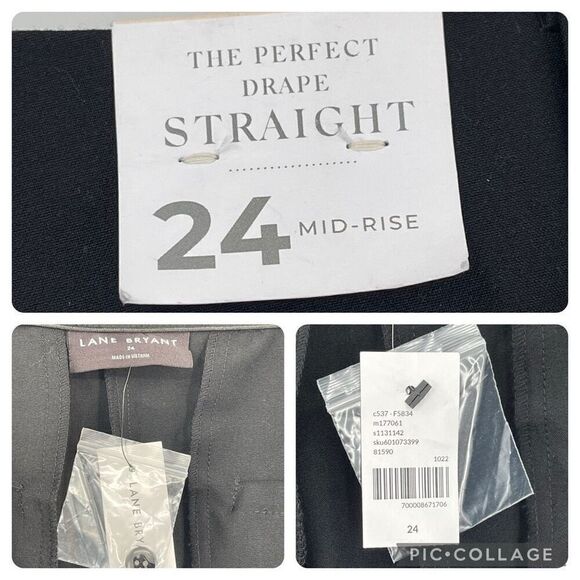 THE PERFECT
DRAPE
STRAIGHT
24 MID-RISE
LANE BRYANT
24
MADE IN VIETNAM
LANE BRYANT
c537 - F5834
m177061
s1131142
sku601073399
81590
1022
700008671706
24
PIC•COLLAGE